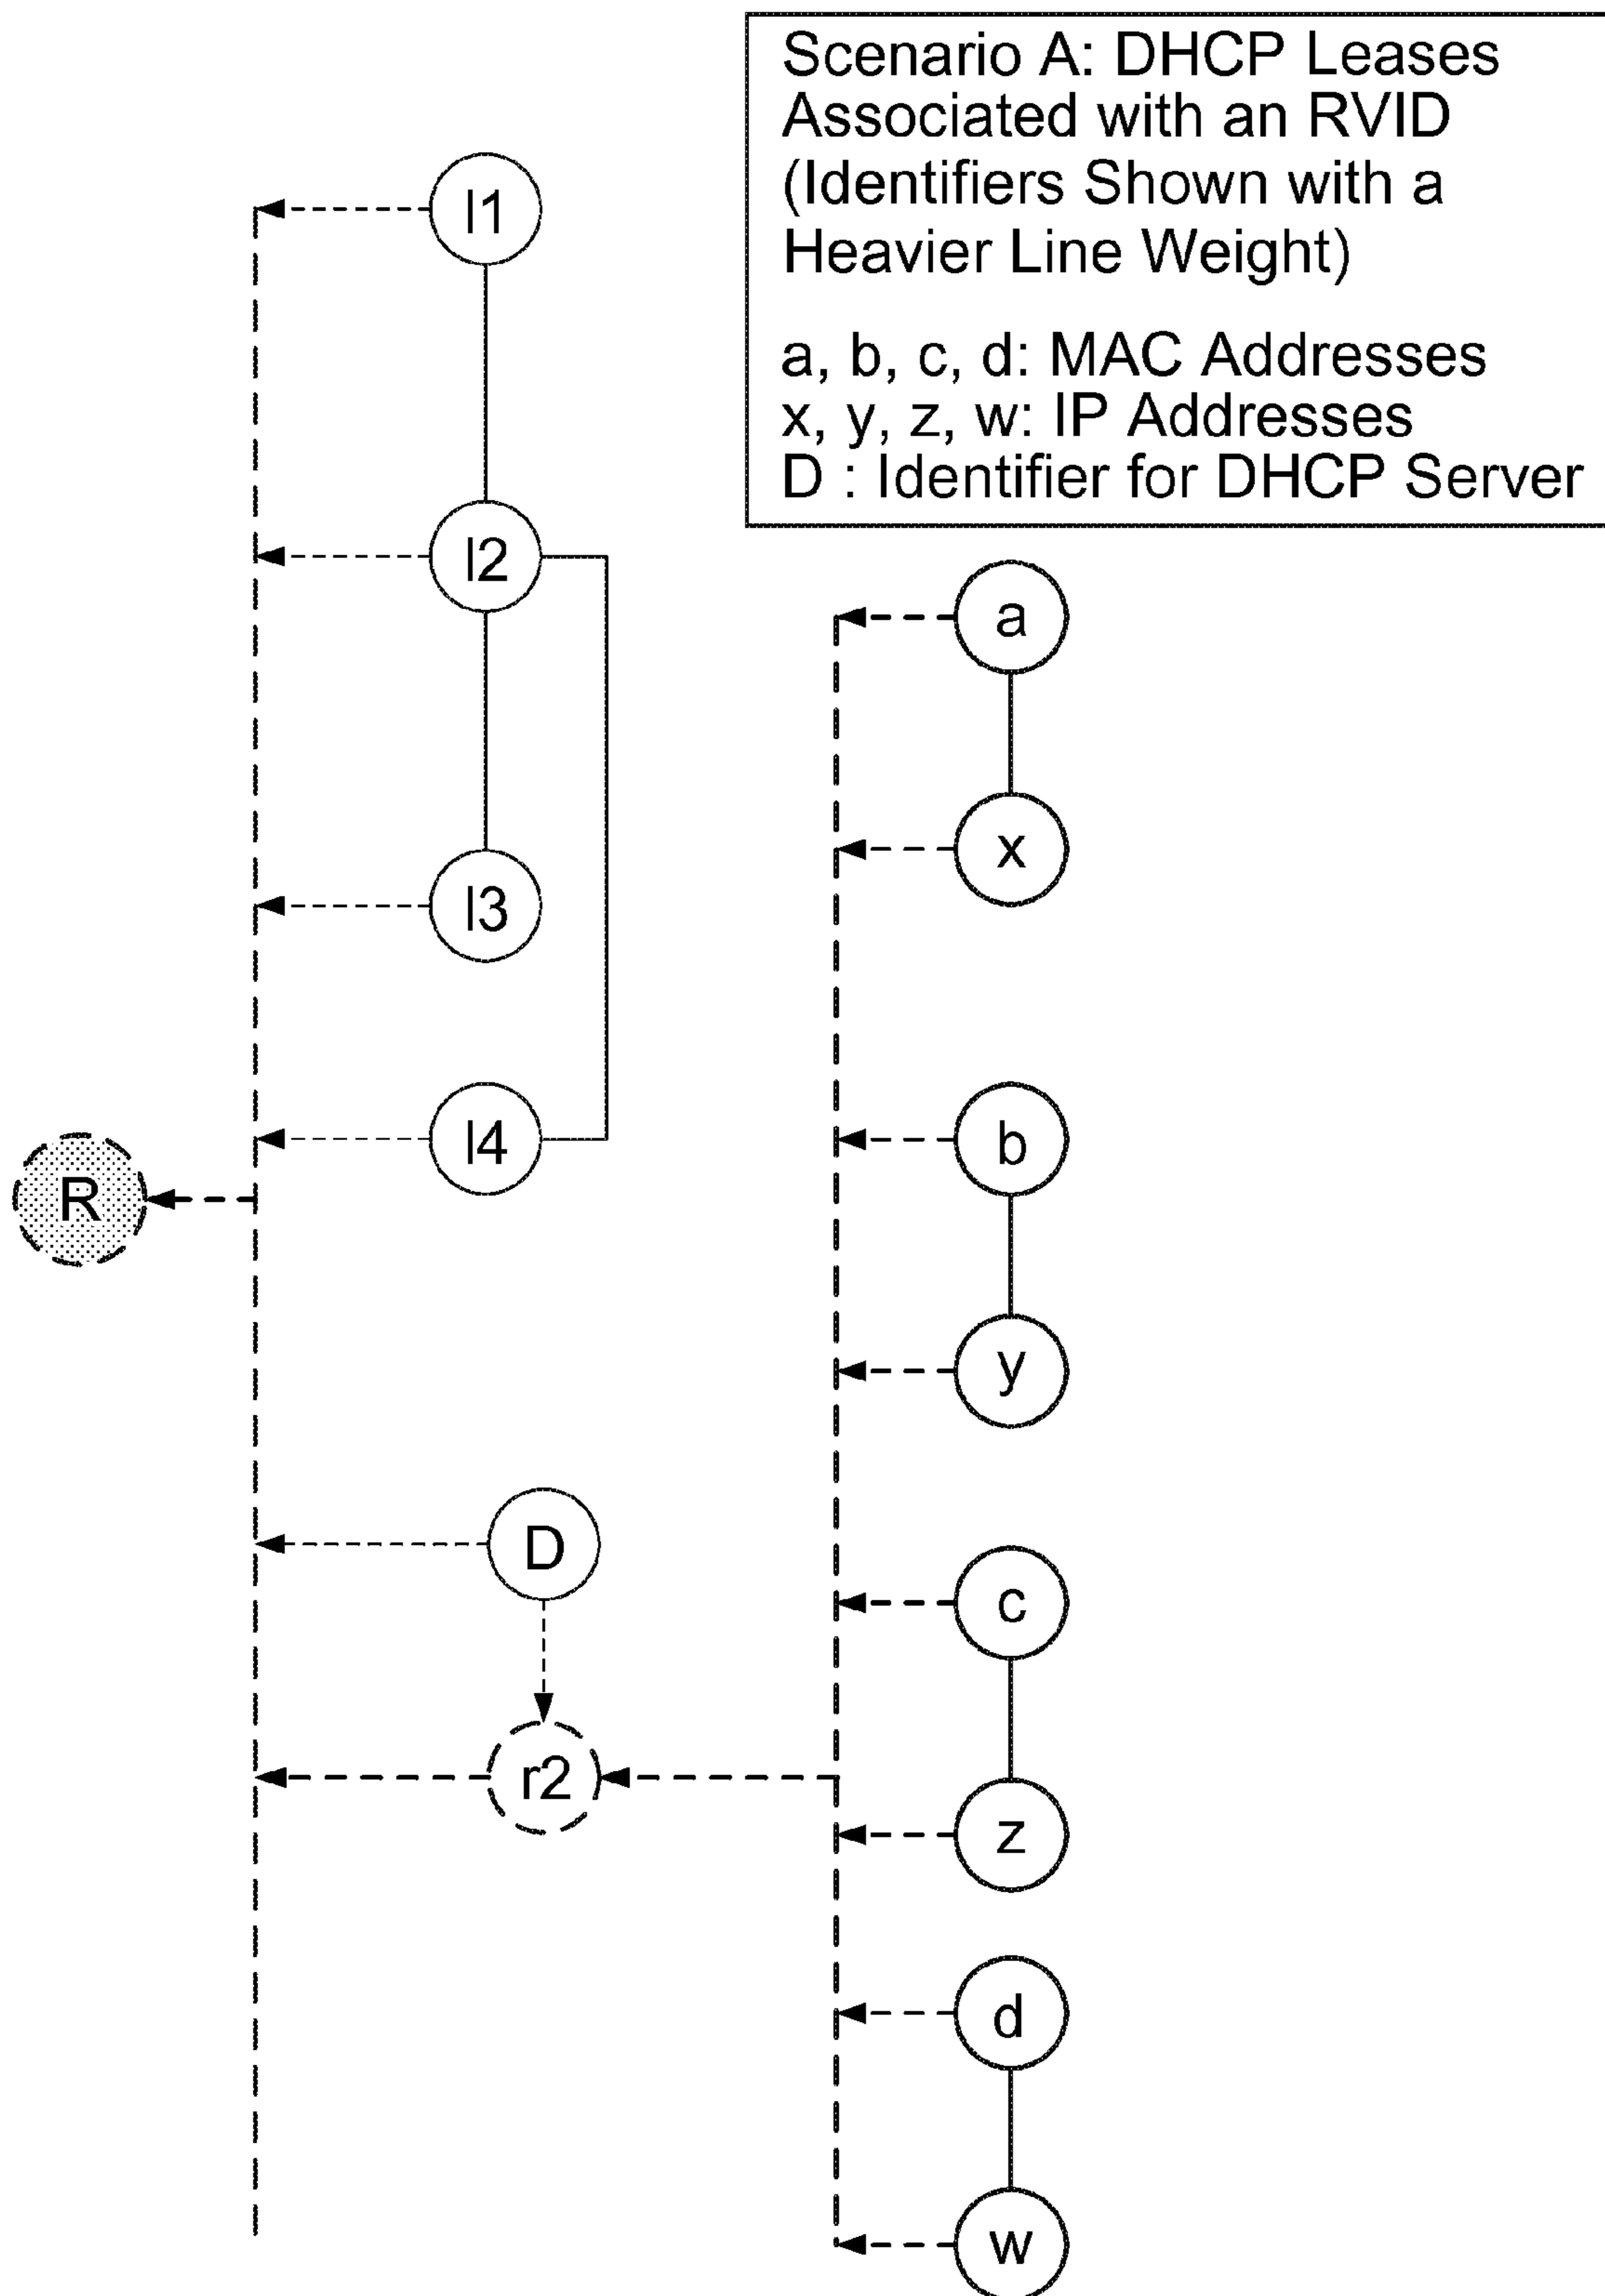 Scenario A: DHCP Leases
Associated with an RVID
(Identifiers Shown with a
Heavier Line Weight)
a, b, c, d: MAC Addresses
x, y, z, w: IP Addresses
D : Identifier for DHCP Server
l1
l2
a
x
l3
l4
b
R
y
D
c
r2
z
d
w